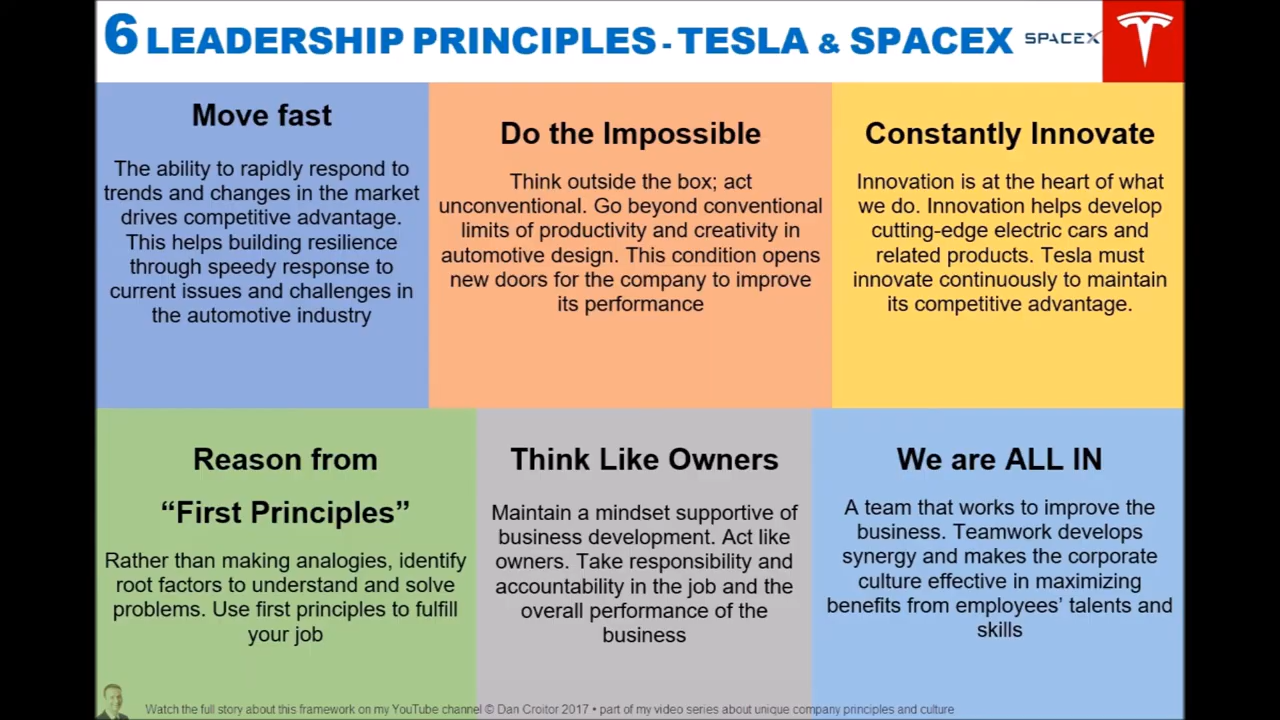 6 LEADERSHIP PRINCIPLES - TESLA & SPACEX
SPACEX
Move fast
The ability to rapidly respond to
trends and changes in the market
drives competitive advantage.
This helps building resilience
through speedy response to
current issues and challenges in
the automotive industry
Do the Impossible
Think outside the box; act
unconventional. Go beyond conventional
limits of productivity and creativity in
automotive design. This condition opens
new doors for the company to improve
its performance
Constantly Innovate
Innovation is at the heart of what
we do. Innovation helps develop
cutting-edge electric cars and
related products. Tesla must
innovate continuously to maintain
its competitive advantage.
Reason from
“First Principles”
Rather than making analogies, identify
root factors to understand and solve
problems. Use first principles to fulfill
your job
Think Like Owners
Maintain a mindset supportive of
business development. Act like
owners. Take responsibility and
accountability in the job and the
overall performance of the
business
We are ALL IN
A team that works to improve the
business. Teamwork develops
synergy and makes the corporate
culture effective in maximizing
benefits from employees’ talents and
skills
Watch the full story about this framework on my YouTube channel © Dan Croitor 2017 • part of my video series about unique company principles and culture